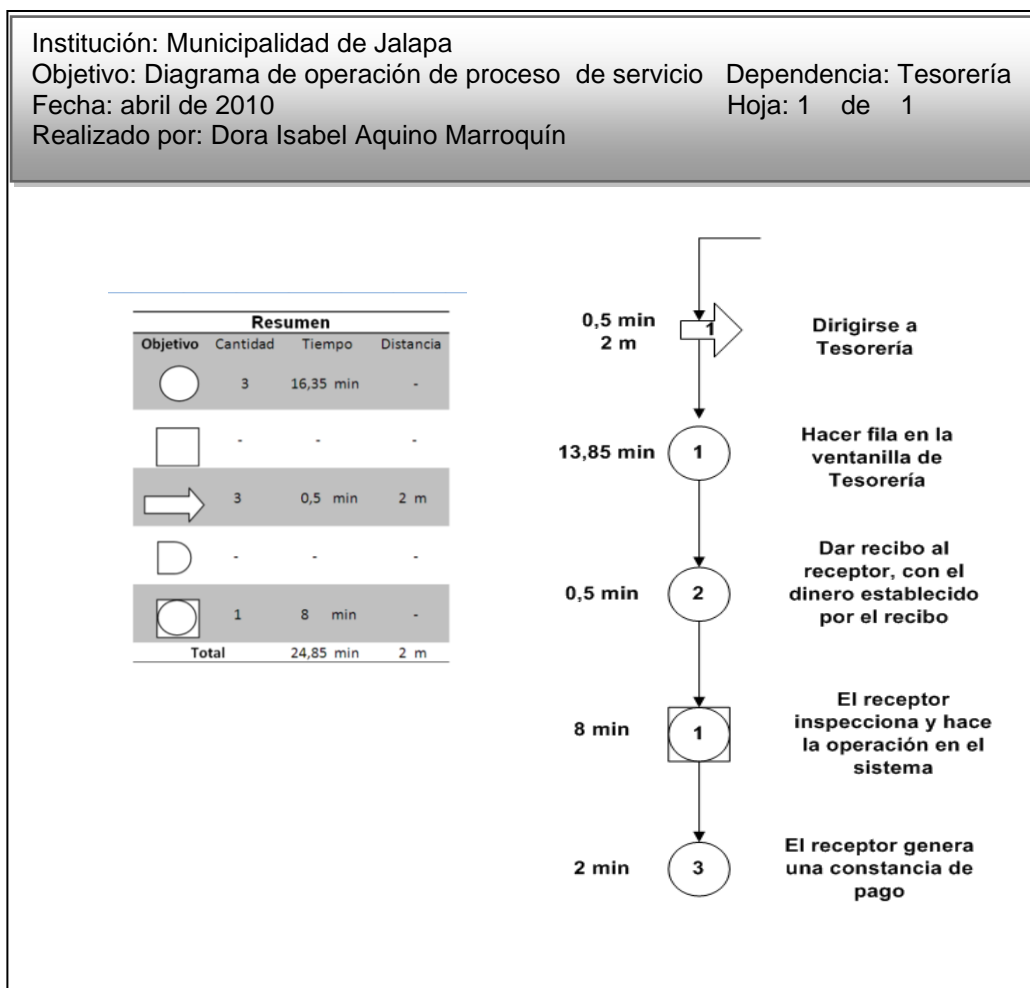 Institución: Municipalidad de Jalapa
Objetivo: Diagrama de operación de proceso de servicio Dependencia: Tesorería
Fecha: abril de 2010 Hoja: 1 de 1
Realizado por: Dora Isabel Aquino Marroquín
Resumen
Objetivo Cantidad Tiempo Distancia
3 16,35 min -
- - -
3 0,5 min 2 m
- - -
1 8 min -
Total 24,85 min 2 m
0,5 min
2 m
1
Dirigirse a
Tesorería
13,85 min
1
Hacer fila en la
ventanilla de
Tesorería
0,5 min
2
Dar recibo al
receptor, con el
dinero establecido
por el recibo
8 min
1
El receptor
inspecciona y hace
la operación en el
sistema
2 min
3
El receptor genera
una constancia de
pago